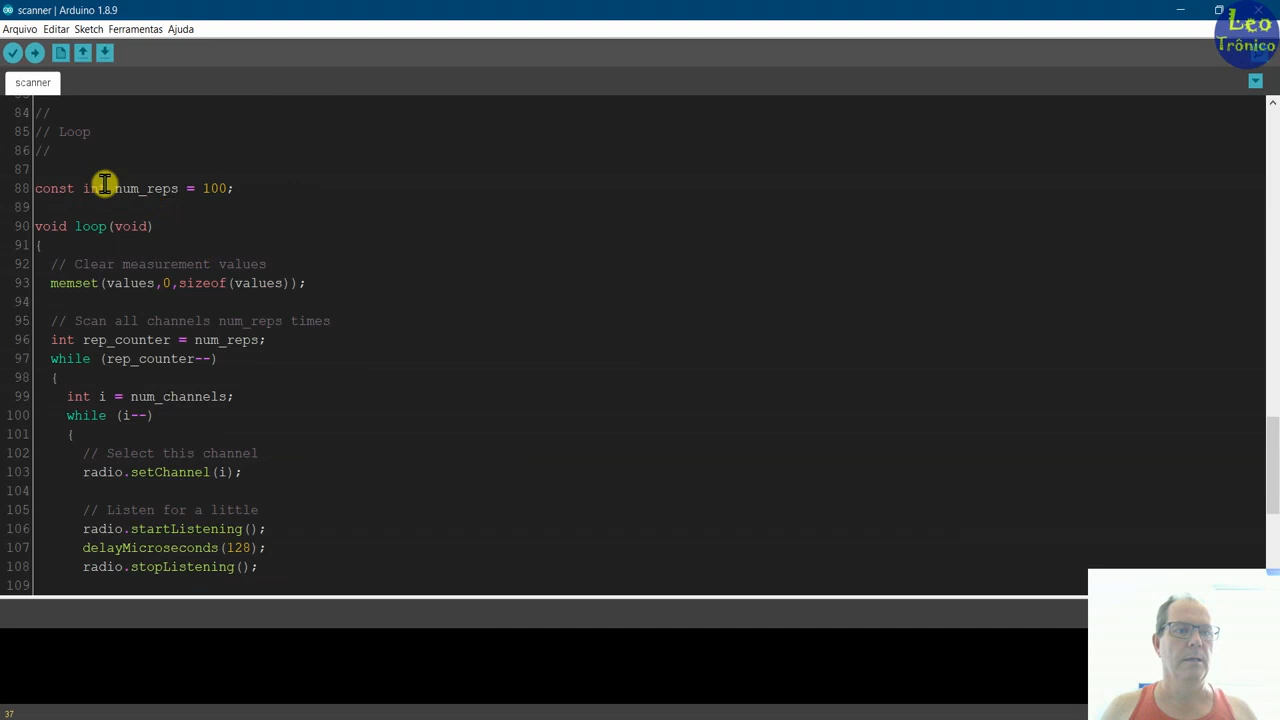 scanner | Arduino 1.8.9
Leo
Trônico
Arquivo Editar Sketch Ferramentas Ajuda
scanner
84 //
85 // Loop
86 //
87
88 const int num_reps = 100;
89
90 void loop(void)
91 {
92 // Clear measurement values
93 memset(values,0,sizeof(values));
94
95 // Scan all channels num_reps times
96 int rep_counter = num_reps;
97 while (rep_counter--)
98 {
99 int i = num_channels;
100 while (i--)
101 {
102 // Select this channel
103 radio.setChannel(i);
104
105 // Listen for a little
106 radio.startListening();
107 delayMicroseconds(128);
108 radio.stopListening();
109
37